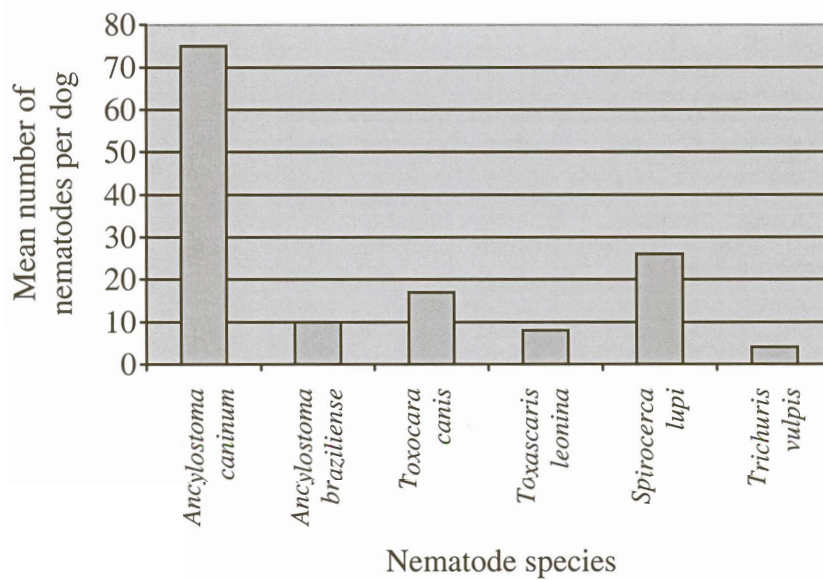 Mean number of
nematodes per dog
80
70
60
50
40
30
20
10
0
Ancylostoma
caninum
Ancylostoma
braziliense
Toxocara
canis
Toxascaris
leonina
Spirocerca
lupi
Trichuris
vulpis
Nematode species